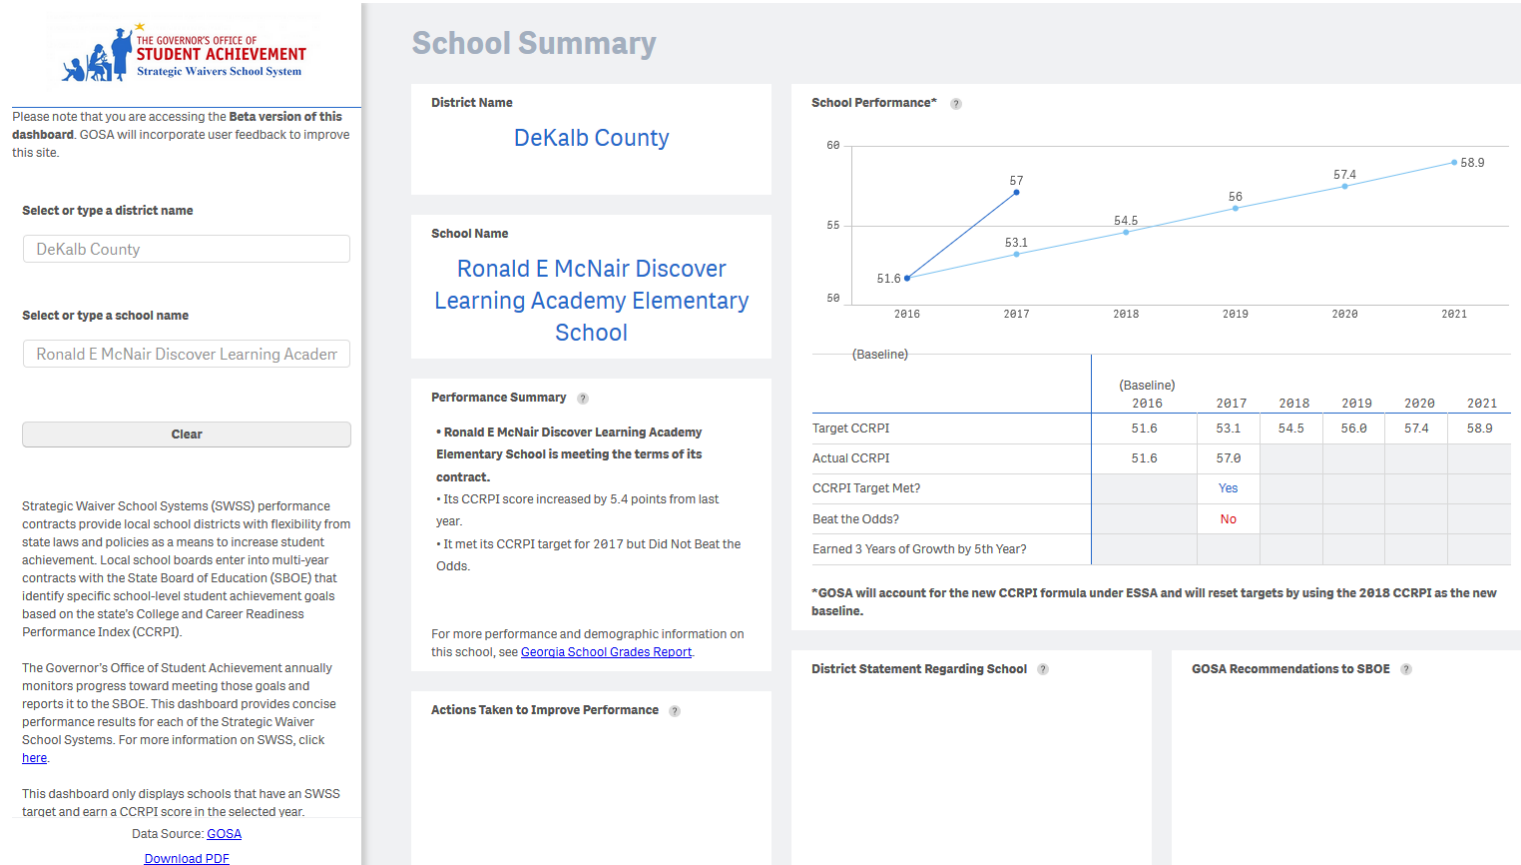 THE GOVERNOR'S OFFICE OF
STUDENT ACHIEVEMENT
Strategic Waivers School System
Please note that you are accessing the Beta version of this
dashboard. GOSA will incorporate user feedback to improve
this site.
Select or type a district name
DeKalb County
Select or type a school name
Ronald E McNair Discover Learning Academ
Clear
Strategic Waiver School Systems (SWSS) performance
contracts provide local school districts with flexibility from
state laws and policies as a means to increase student
achievement. Local school boards enter into multi-year
contracts with the State Board of Education (SBOE) that
identify specific school-level student achievement goals
based on the state's College and Career Readiness
Performance Index (CCRPI).
The Governor's Office of Student Achievement annually
monitors progress toward meeting those goals and
reports it to the SBOE. This dashboard provides concise
performance results for each of the Strategic Waiver
School Systems. For more information on SWSS, click
here.
This dashboard only displays schools that have an SWSS
target and earn a CCRPI score in the selected year.
Data Source: GOSA
Download PDF
School Summary
District Name
DeKalb County
School Name
Ronald E McNair Discover
Learning Academy Elementary
School
Performance Summary ?
• Ronald E McNair Discover Learning Academy
Elementary School is meeting the terms of its
contract.
• Its CCRPI score increased by 5.4 points from last
year.
• It met its CCRPI target for 2017 but Did Not Beat the
Odds.
For more performance and demographic information on
this school, see Georgia School Grades Report.
Actions Taken to Improve Performance ?
School Performance* ?
60
55
50
51.6
57
53.1
54.5
56
57.4
58.9
2016 2017 2018 2019 2020 2021
(Baseline)
(Baseline)
2016 2017 2018 2019 2020 2021
Target CCRPI 51.6 53.1 54.5 56.0 57.4 58.9
Actual CCRPI 51.6 57.0
CCRPI Target Met? Yes
Beat the Odds? No
Earned 3 Years of Growth by 5th Year?
*GOSA will account for the new CCRPI formula under ESSA and will reset targets by using the 2018 CCRPI as the new
baseline.
District Statement Regarding School ?
GOSA Recommendations to SBOE ?